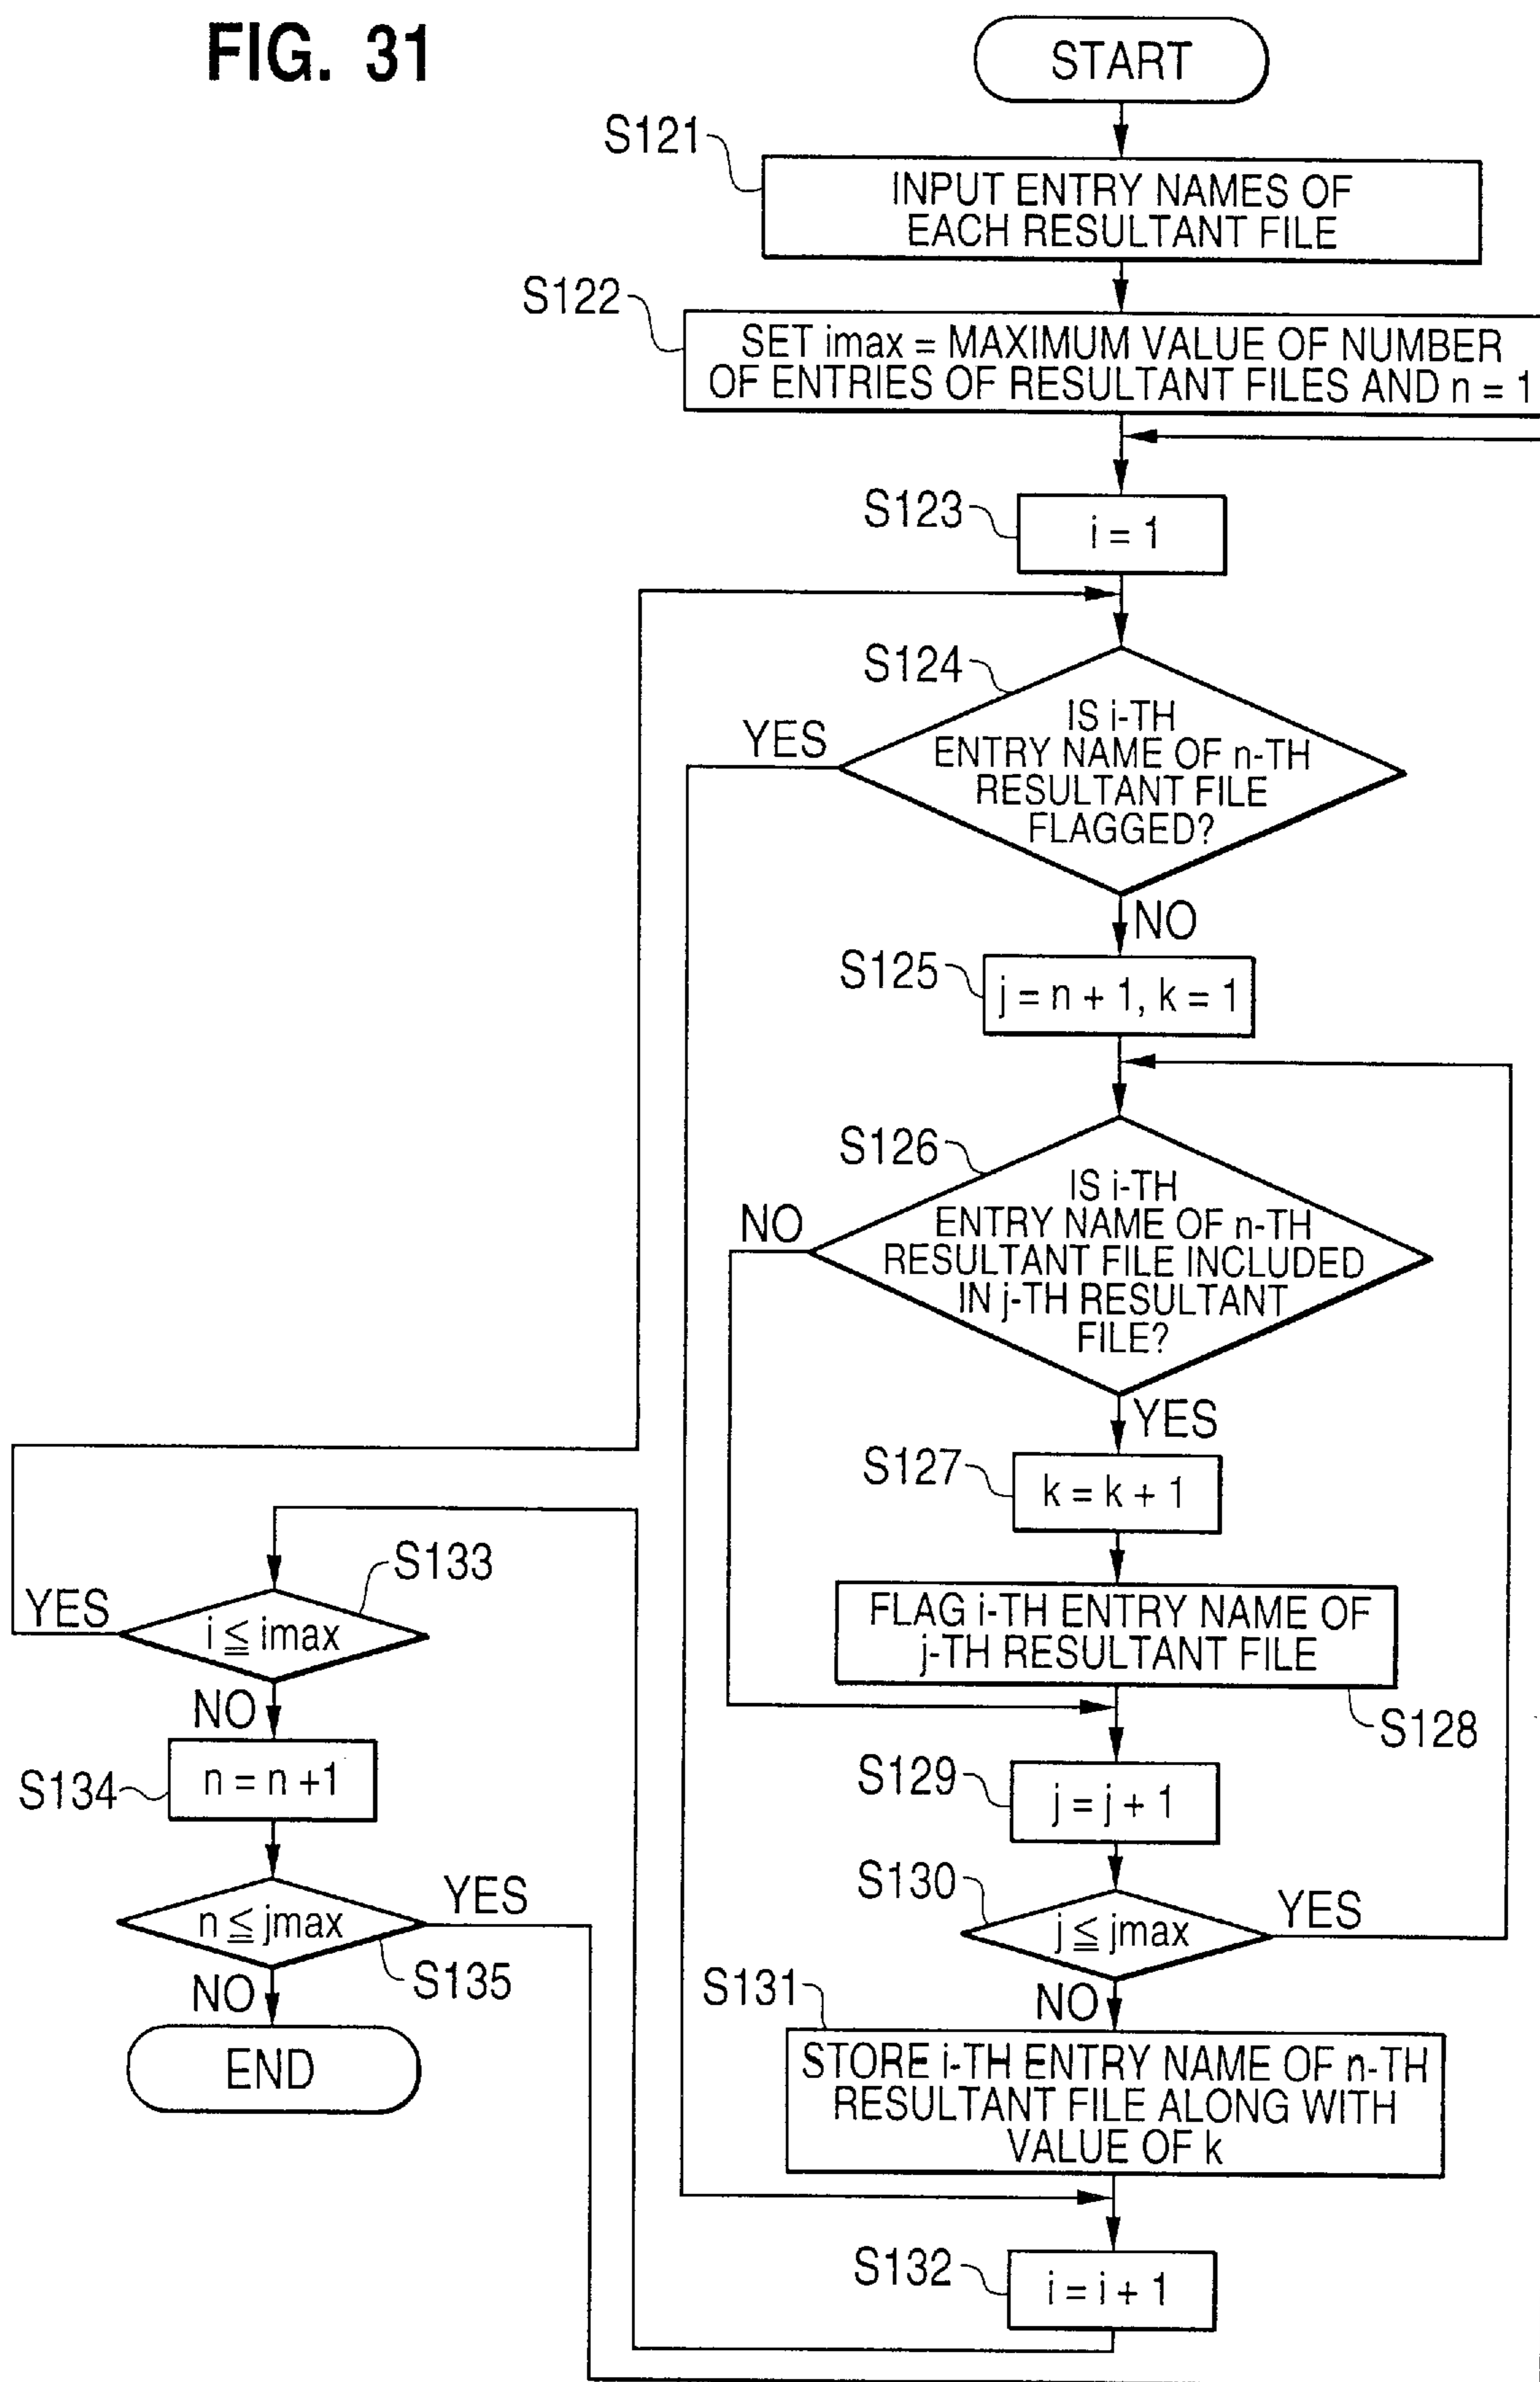 FIG. 31
START
S121
INPUT ENTRY NAMES OF
EACH RESULTANT FILE
S122
SET imax = MAXIMUM VALUE OF NUMBER
OF ENTRIES OF RESULTANT FILES AND n = 1
S123
i = 1
S124
IS i-TH
ENTRY NAME OF n-TH
RESULTANT FILE
FLAGGED?
YES
NO
S125
j = n + 1, k = 1
S126
IS i-TH
ENTRY NAME OF n-TH
RESULTANT FILE INCLUDED
IN j-TH RESULTANT
FILE?
NO
YES
S127
k = k + 1
FLAG i-TH ENTRY NAME OF
j-TH RESULTANT FILE
S128
S129
j = j + 1
S130
j ≦ jmax
YES
NO
S131
STORE i-TH ENTRY NAME OF n-TH
RESULTANT FILE ALONG WITH
VALUE OF k
S132
i = i + 1
S133
i ≦ imax
YES
NO
S134
n = n +1
n ≦ jmax
YES
S135
NO
END